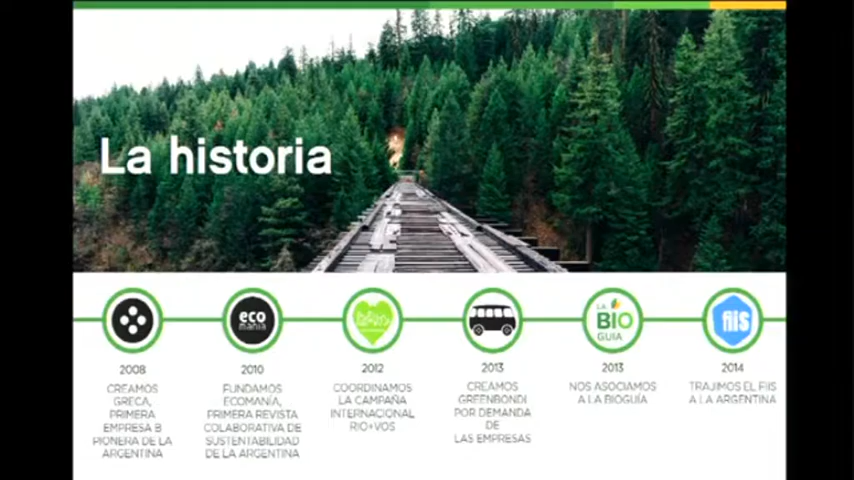 La historia
eco
manía
LA
BIO
GUIA
fiiS
2008
CREAMOS
GRECA,
PRIMERA
EMPRESA B
PIONERA DE LA
ARGENTINA
2010
FUNDAMOS
ECOMANÍA,
PRIMERA REVISTA
COLABORATIVA DE
SUSTENTABILIDAD
DE LA ARGENTINA
2012
COORDINAMOS
LA CAMPAÑA
INTERNACIONAL
RIO+VOS
2013
CREAMOS
GREENBONDI
POR DEMANDA
DE
LAS EMPRESAS
2013
NOS ASOCIAMOS
A LA BIOGUÍA
2014
TRAJIMOS EL FIIS
A LA ARGENTINA